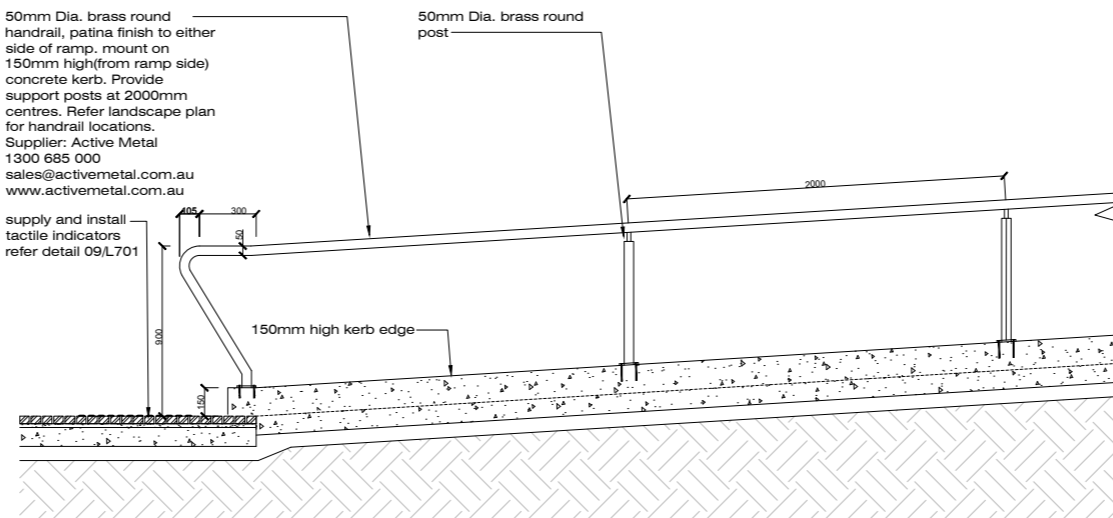 50mm Dia. brass round
handrail, patina finish to either
side of ramp. mount on
150mm high(from ramp side)
concrete kerb. Provide
support posts at 2000mm
centres. Refer landscape plan
for handrail locations.
Supplier: Active Metal
1300 685 000
sales@activemetal.com.au
www.activemetal.com.au
50mm Dia. brass round
post
2000
105
300
50
supply and install
tactile indicators
refer detail 09/L701
900
150mm high kerb edge
150